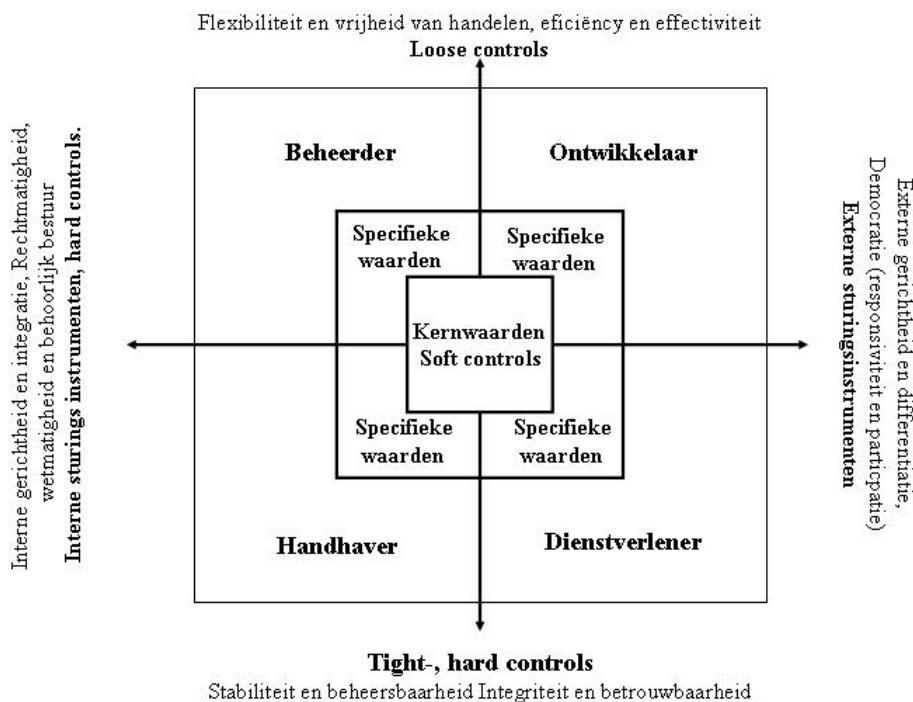 Flexibiliteit en vrijheid van handelen, eficiëncy en effectiviteit
Loose controls
Interne gerichtheid en integratie, Rechtmatigheid,
wetmatigheid en behoorlijk bestuur
Interne sturings instrumenten, hard controls.
Beheerder
Ontwikkelaar
Specifieke
waarden
Specifieke
waarden
Kernwaarden
Soft controls
Specifieke
waarden
Specifieke
waarden
Handhaver
Dienstverlener
Externe gerichtheid en differentiatie,
Democratie (responsiviteit en particpatie)
Externe sturingsinstrumenten
Tight-, hard controls
Stabiliteit en beheersbaarheid Integriteit en betrouwbaarheid